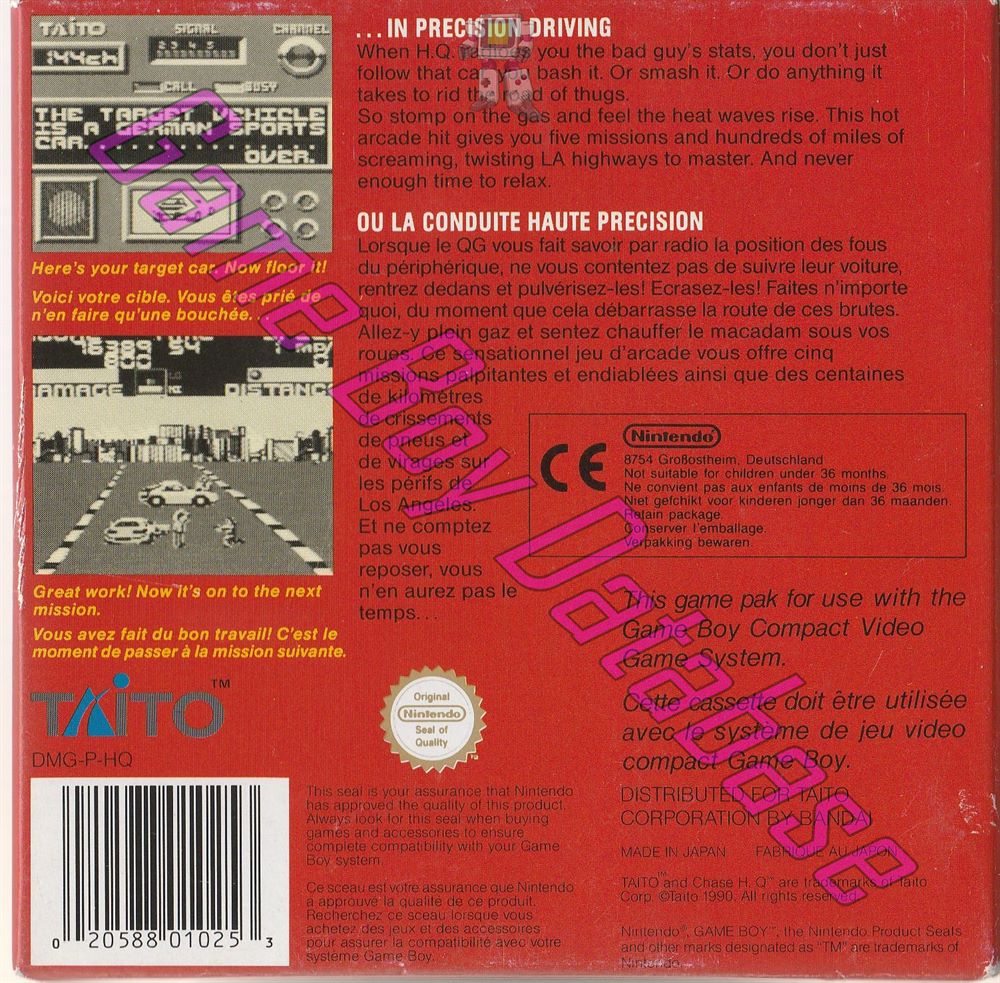 TAITO
SIGNAL
CHANNEL
144ch
2345
CALL
BUSY
THE TARGET VEHICLE
IS A GERMAN SPORTS
CAR..........
OVER.
Here's your target car. Now floor it!
Voici votre cible. Vous êtes prié de
n'en faire qu'une bouchée...
DAMAGE
DISTANCE
Great work! Now it's on to the next
mission.
Vous avez fait du bon travail! C'est le
moment de passer à la mission suivante.
TAITO™
DMG-P-HQ
0 20588 01025 3
...IN PRECISION DRIVING
When H.Q. radios you the bad guy's stats, you don't just
follow that car, you bash it. Or smash it. Or do anything it
takes to rid the road of thugs.
So stomp on the gas and feel the heat waves rise. This hot
arcade hit gives you five missions and hundreds of miles of
screaming, twisting LA highways to master. And never
enough time to relax.
OU LA CONDUITE HAUTE PRECISION
Lorsque le QG vous fait savoir par radio la position des fous
du périphérique, ne vous contentez pas de suivre leur voiture,
rentrez dedans et pulvérisez-les! Ecrasez-les! Faites n'importe
quoi, du moment que cela débarrasse la route de ces brutes.
Allez-y plein gaz et sentez chauffer le macadam sous vos
roues. Ce sensationnel jeu d'arcade vous offre cinq
missions palpitantes et endiablées ainsi que des centaines
de kilomètres
de crissements
de pneus et
de virages sur
les périfs de
Los Angeles.
Et ne comptez
pas vous
reposer, vous
n'en aurez pas le
temps...
CE
Nintendo®
8754 Großostheim, Deutschland
Not suitable for children under 36 months.
Ne convient pas aux enfants de moins de 36 mois.
Niet gefchikt voor kinderen jonger dan 36 maanden.
Retain package.
Conserver l'emballage.
Verpakking bewaren.
Original
Nintendo
Seal of
Quality
This seal is your assurance that Nintendo
has approved the quality of this product.
Always look for this seal when buying
games and accessories to ensure
complete compatibility with your Game
Boy system.
Ce sceau est votre assurance que Nintendo
a approuvé la qualité de ce produit.
Recherchez ce sceau lorsque vous
achetez des jeux et des accessoires
pour assurer la compatibilité avec votre
système Game Boy.
This game pak for use with the
Game Boy Compact Video
Game System.
Cette cassette doit être utilisée
avec le système de jeu video
compact Game Boy.
DISTRIBUTED FOR TAITO
CORPORATION BY BANDAI
MADE IN JAPAN FABRIQUE AU JAPON
TAITO™ and Chase H. Q™ are trademarks of Taito
Corp. ©Taito 1990. All rights reserved.
Nintendo®, GAME BOY™, the Nintendo Product Seals
and other marks designated as "TM" are trademarks of
Nintendo.
Game Boy Database